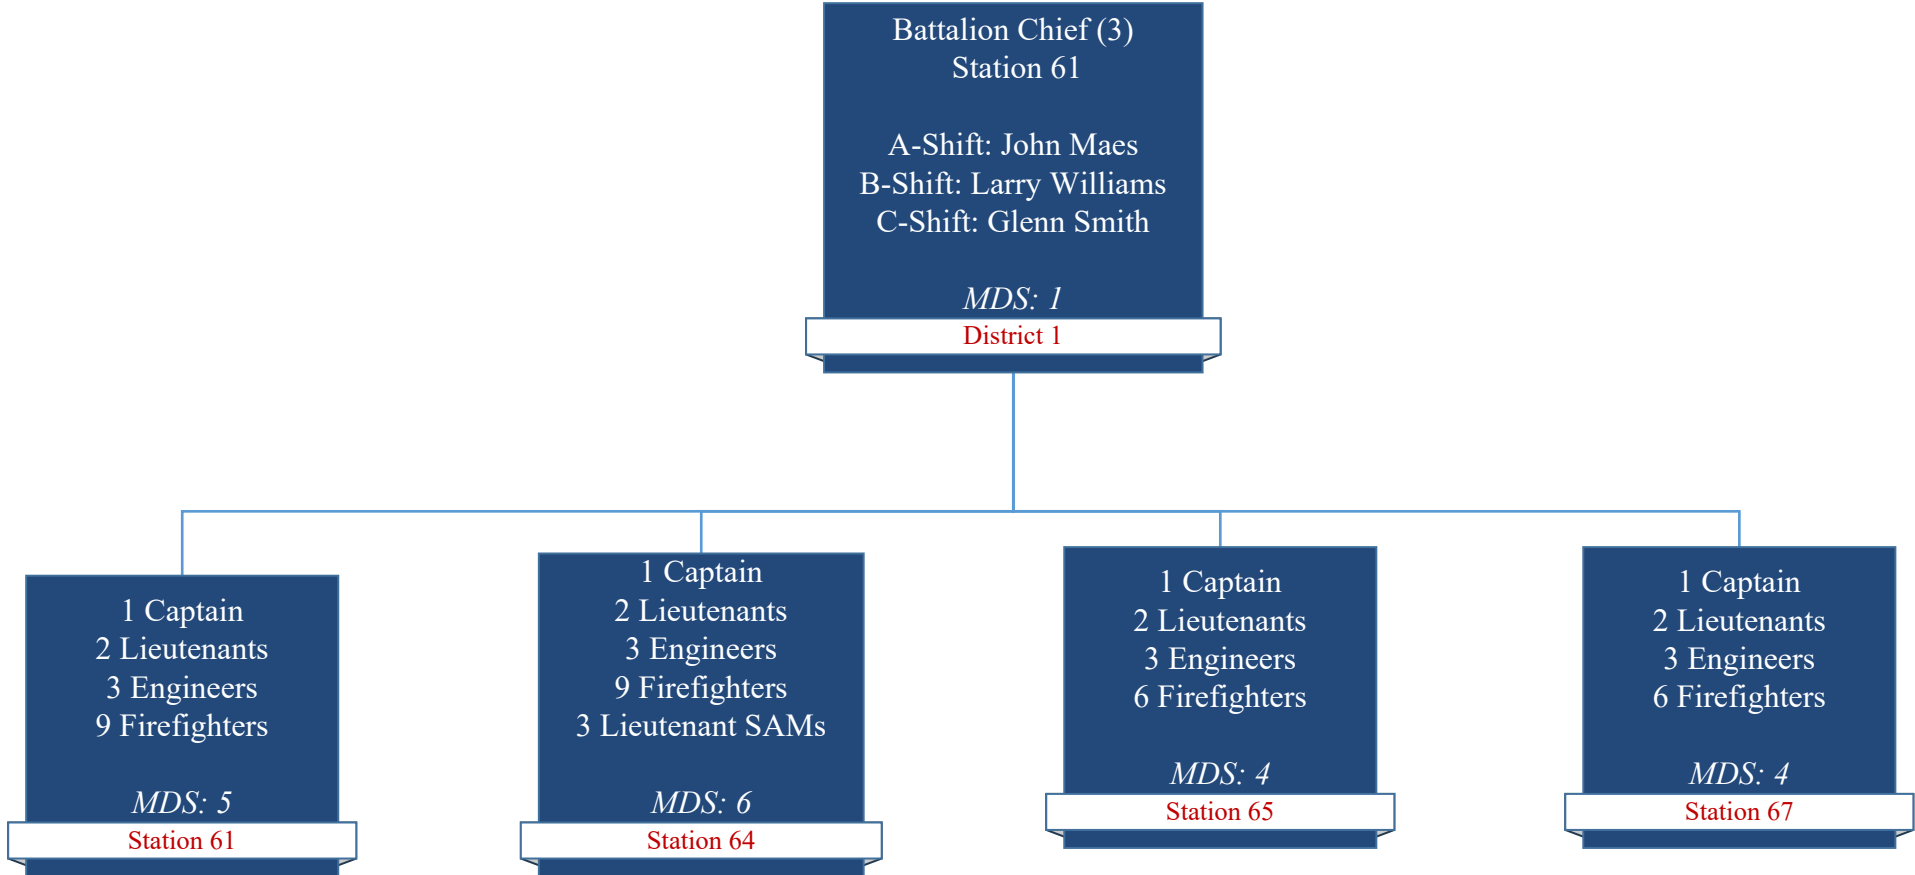 Battalion Chief (3)
Station 61
A-Shift: John Maes
B-Shift: Larry Williams
C-Shift: Glenn Smith
MDS: 1
District 1
1 Captain
2 Lieutenants
3 Engineers
9 Firefighters
MDS: 5
Station 61
1 Captain
2 Lieutenants
3 Engineers
9 Firefighters
3 Lieutenant SAMs
MDS: 6
Station 64
1 Captain
2 Lieutenants
3 Engineers
6 Firefighters
MDS: 4
Station 65
1 Captain
2 Lieutenants
3 Engineers
6 Firefighters
MDS: 4
Station 67